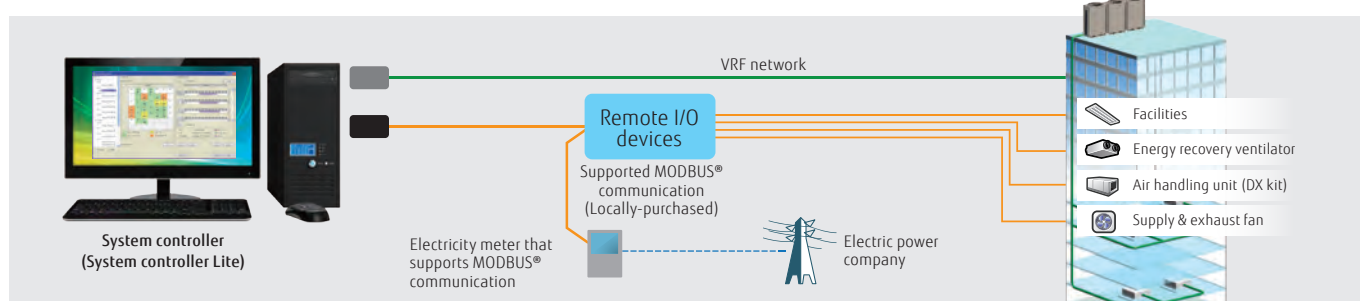 VRF network
Remote I/O
devices
Supported MODBUS®
communication
(Locally-purchased)
System controller
(System controller Lite)
Electricity meter that
supports MODBUS®
communication
Electric power
company
Facilities
Energy recovery ventilator
Air handling unit (DX kit)
Supply & exhaust fan